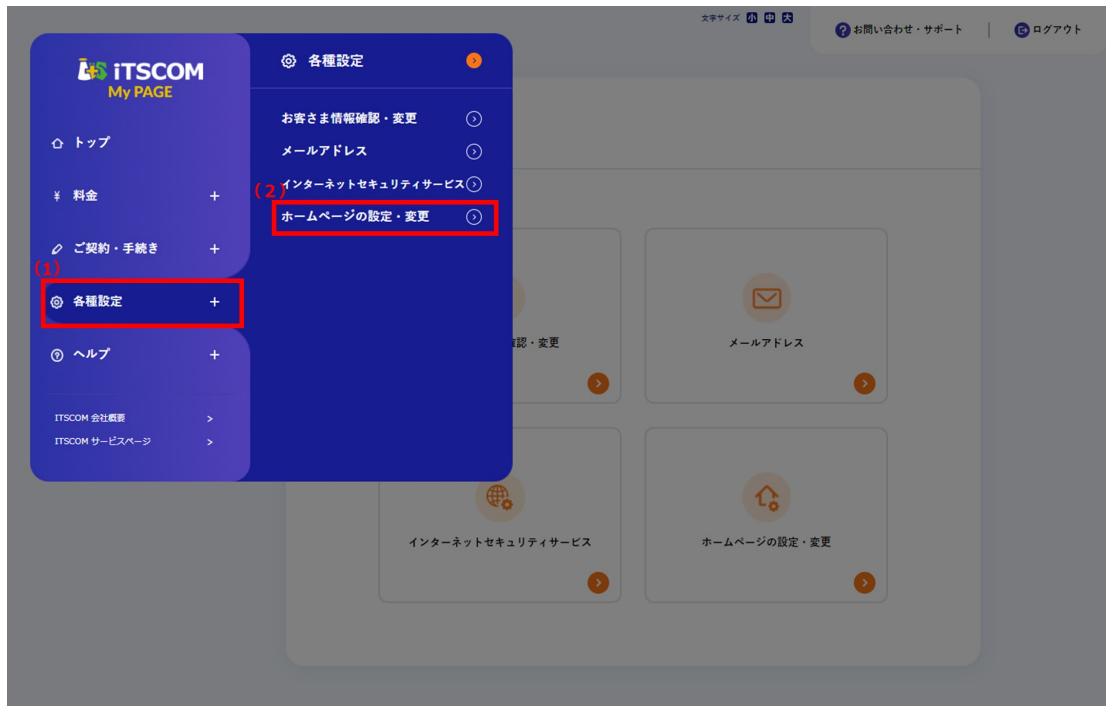 文字サイズ 小 中 大
お問い合わせ・サポート
ログアウト
iTSCOM
My PAGE
トップ
料金
ご契約・手続き
(1)
各種設定
ヘルプ
ITSCOM 会社概要
ITSCOM サービスページ
各種設定
お客さま情報確認・変更
メールアドレス
インターネットセキュリティサービス
(2)
ホームページの設定・変更
認・変更
メールアドレス
インターネットセキュリティサービス
ホームページの設定・変更